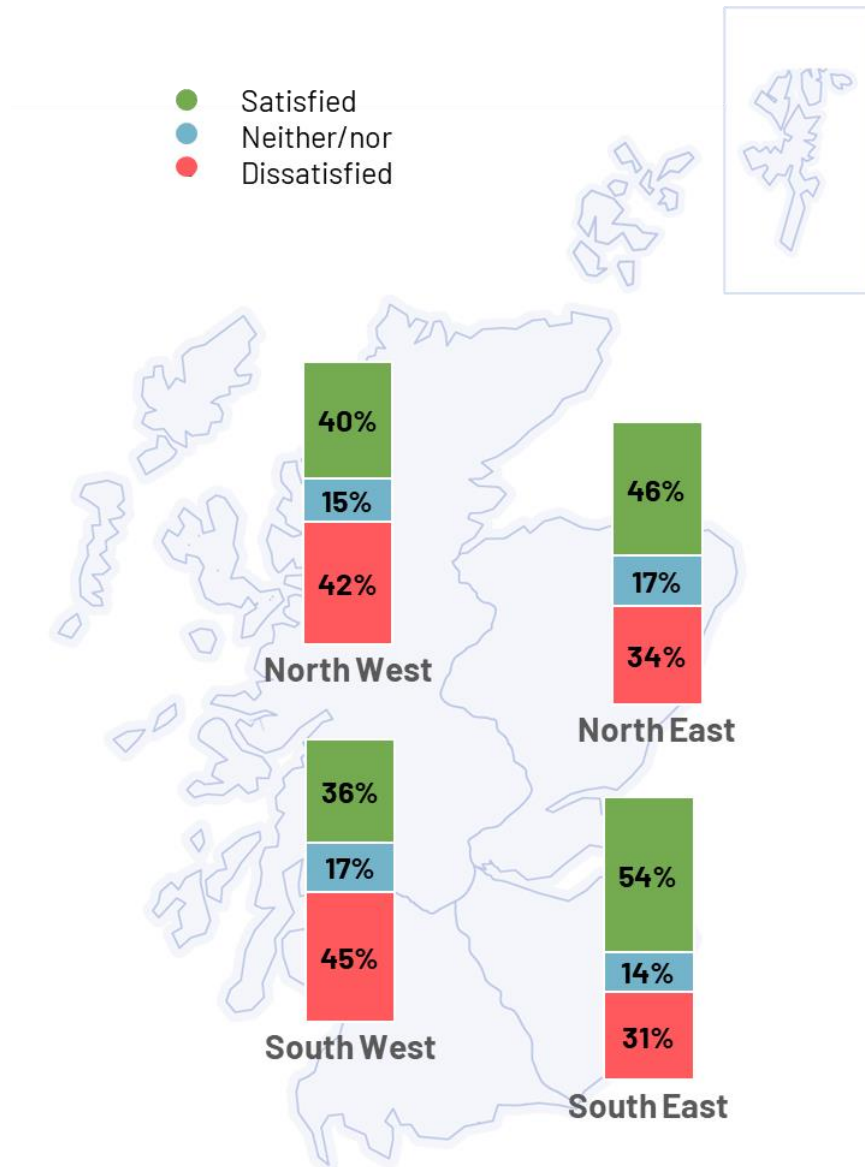 Satisfied
Neither/nor
Dissatisfied
40%
15%
42%
North West
46%
17%
34%
North East
36%
17%
45%
South West
54%
14%
31%
South East